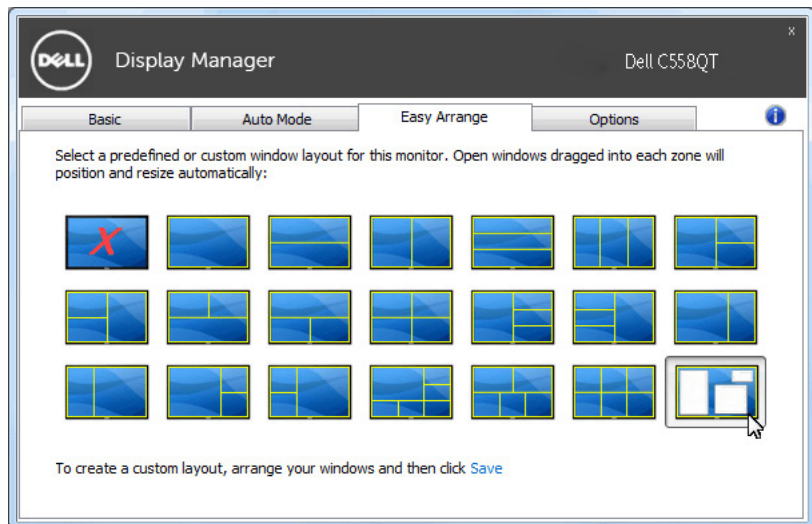 x
DELL
Display Manager
Dell C558QT
Basic
Auto Mode
Easy Arrange
Options
i
Select a predefined or custom window layout for this monitor. Open windows dragged into each zone will
position and resize automatically:
X
To create a custom layout, arrange your windows and then click Save